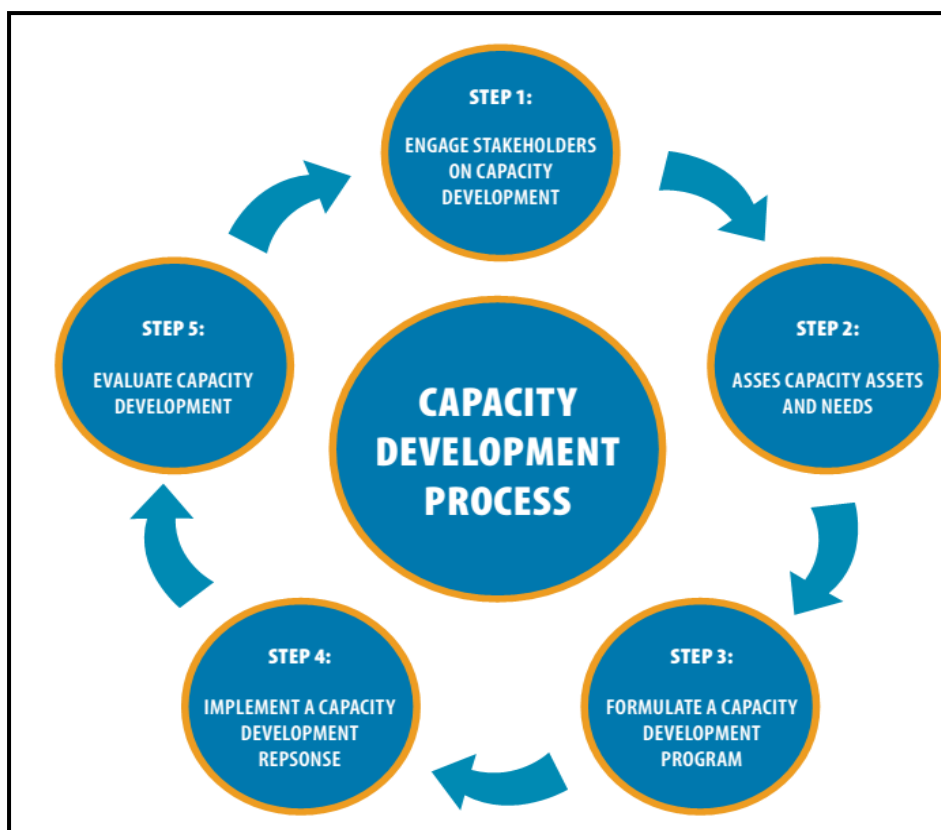 STEP 1:
ENGAGE STAKEHOLDERS
ON CAPACITY
DEVELOPMENT
STEP 2:
ASSES CAPACITY ASSETS
AND NEEDS
STEP 3:
FORMULATE A CAPACITY
DEVELOPMENT
PROGRAM
STEP 4:
IMPLEMENT A CAPACITY
DEVELOPMENT
REPSONSE
STEP 5:
EVALUATE CAPACITY
DEVELOPMENT
CAPACITY
DEVELOPMENT
PROCESS